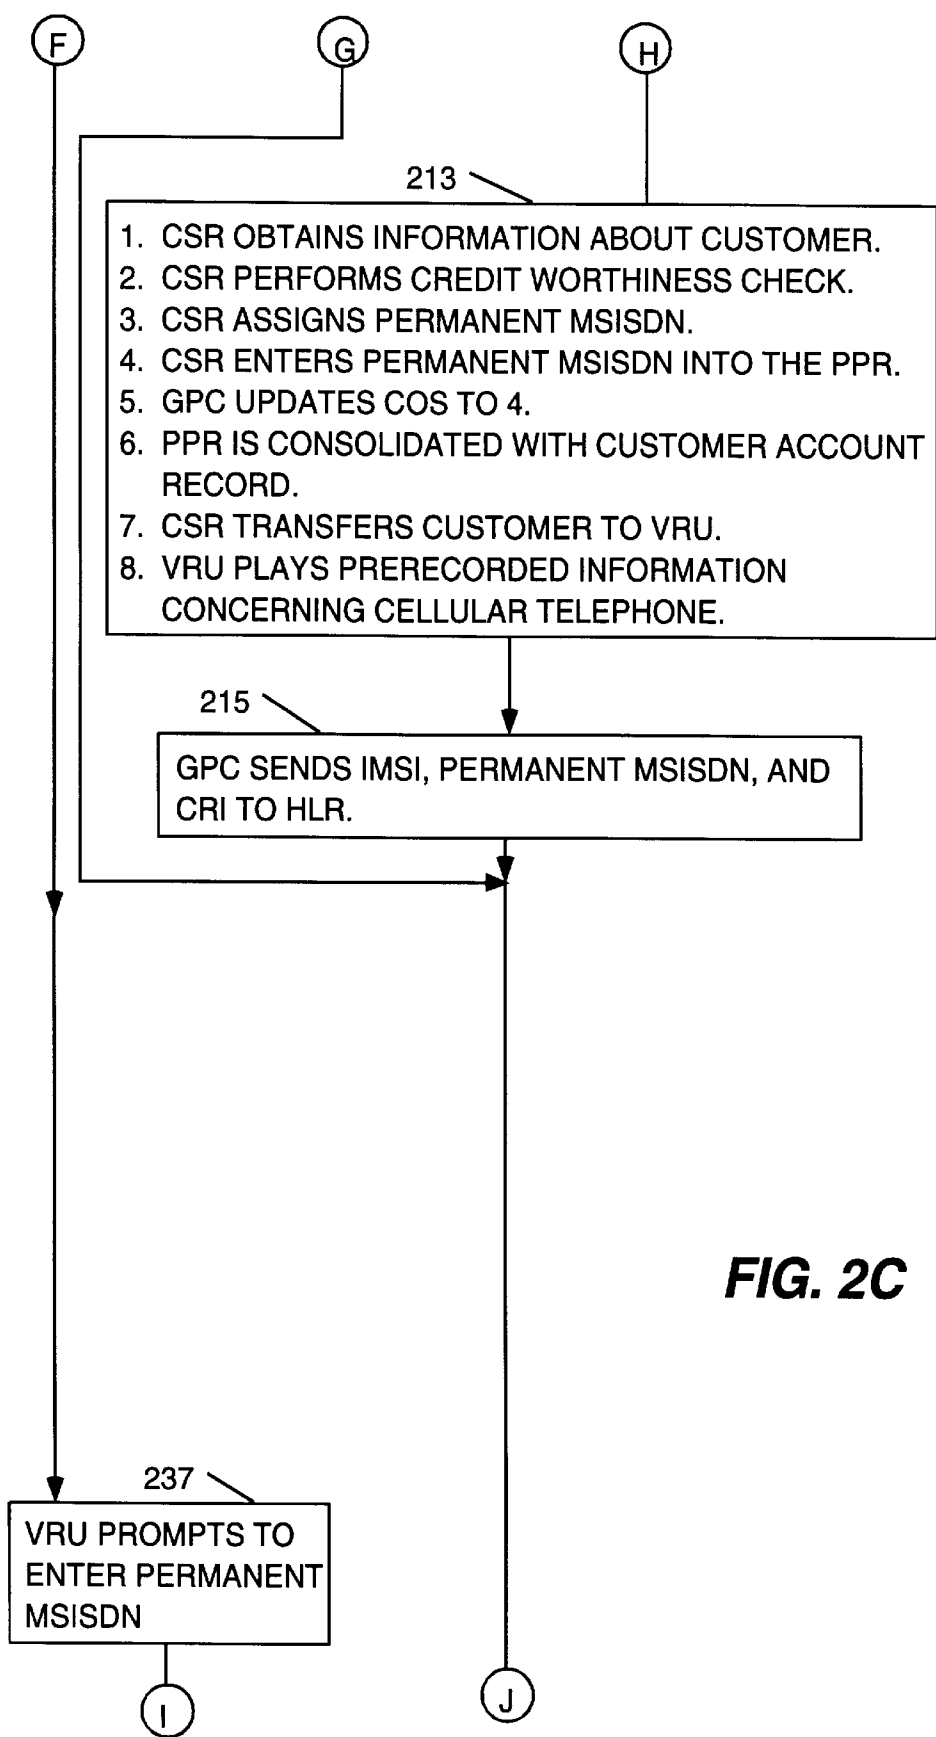 F
G
H
213
1. CSR OBTAINS INFORMATION ABOUT CUSTOMER.
2. CSR PERFORMS CREDIT WORTHINESS CHECK.
3. CSR ASSIGNS PERMANENT MSISDN.
4. CSR ENTERS PERMANENT MSISDN INTO THE PPR.
5. GPC UPDATES COS TO 4.
6. PPR IS CONSOLIDATED WITH CUSTOMER ACCOUNT
RECORD.
7. CSR TRANSFERS CUSTOMER TO VRU.
8. VRU PLAYS PRERECORDED INFORMATION
CONCERNING CELLULAR TELEPHONE.
215
GPC SENDS IMSI, PERMANENT MSISDN, AND
CRI TO HLR.
FIG. 2C
237
VRU PROMPTS TO
ENTER PERMANENT
MSISDN
I
J